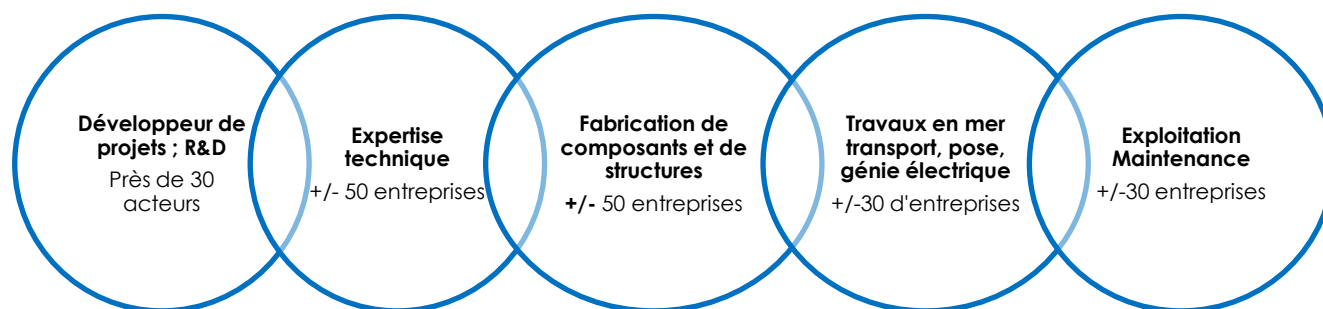 Développeur de
projets ; R&D
Près de 30
acteurs
Expertise
technique
+/- 50 entreprises
Fabrication de
composants et de
structures
+/- 50 entreprises
Travaux en mer
transport, pose,
génie électrique
+/-30 d'entreprises
Exploitation
Maintenance
+/-30 entreprises